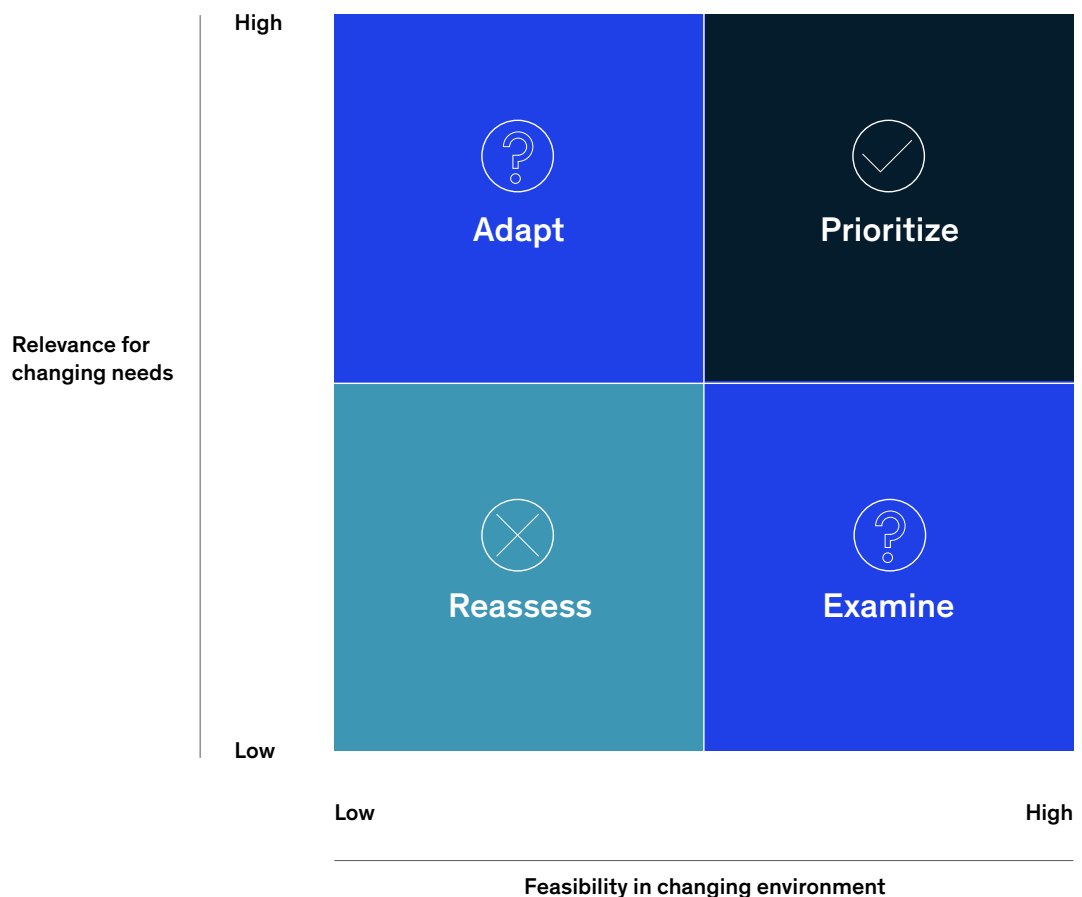 High
Adapt
Prioritize
Relevance for
changing needs
Reassess
Examine
Low
Low
High
Feasibility in changing environment